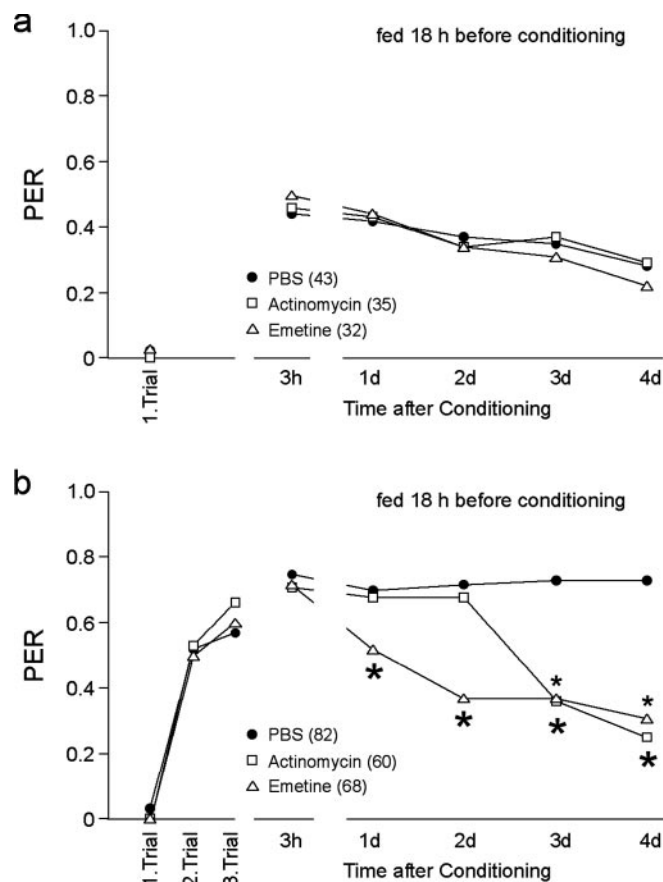 a
fed 18 h before conditioning
1.0
0.8
0.6
0.4
0.2
0
PER
PBS (43)
Actinomycin (35)
Emetine (32)
1.Trial
3h 1d 2d 3d 4d
Time after Conditioning
b
fed 18 h before conditioning
1.0
0.8
0.6
0.4
0.2
0
PER
* * * * * *
PBS (82)
Actinomycin (60)
Emetine (68)
1.Trial
2.Trial
3.Trial
3h 1d 2d 3d 4d
Time after Conditioning